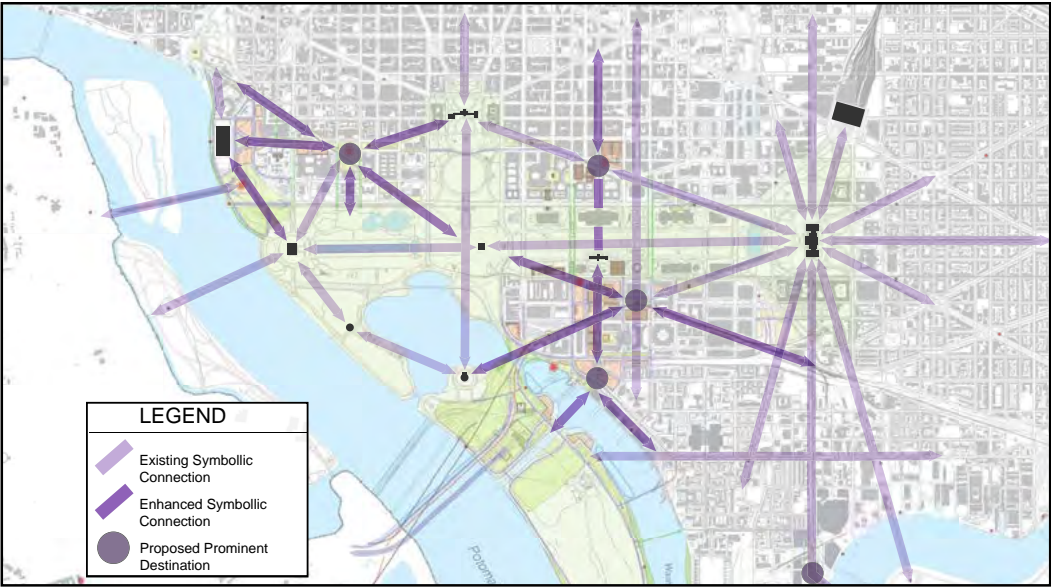 LEGEND
Existing Symbollic
Connection
Enhanced Symbollic
Connection
Proposed Prominent
Destination